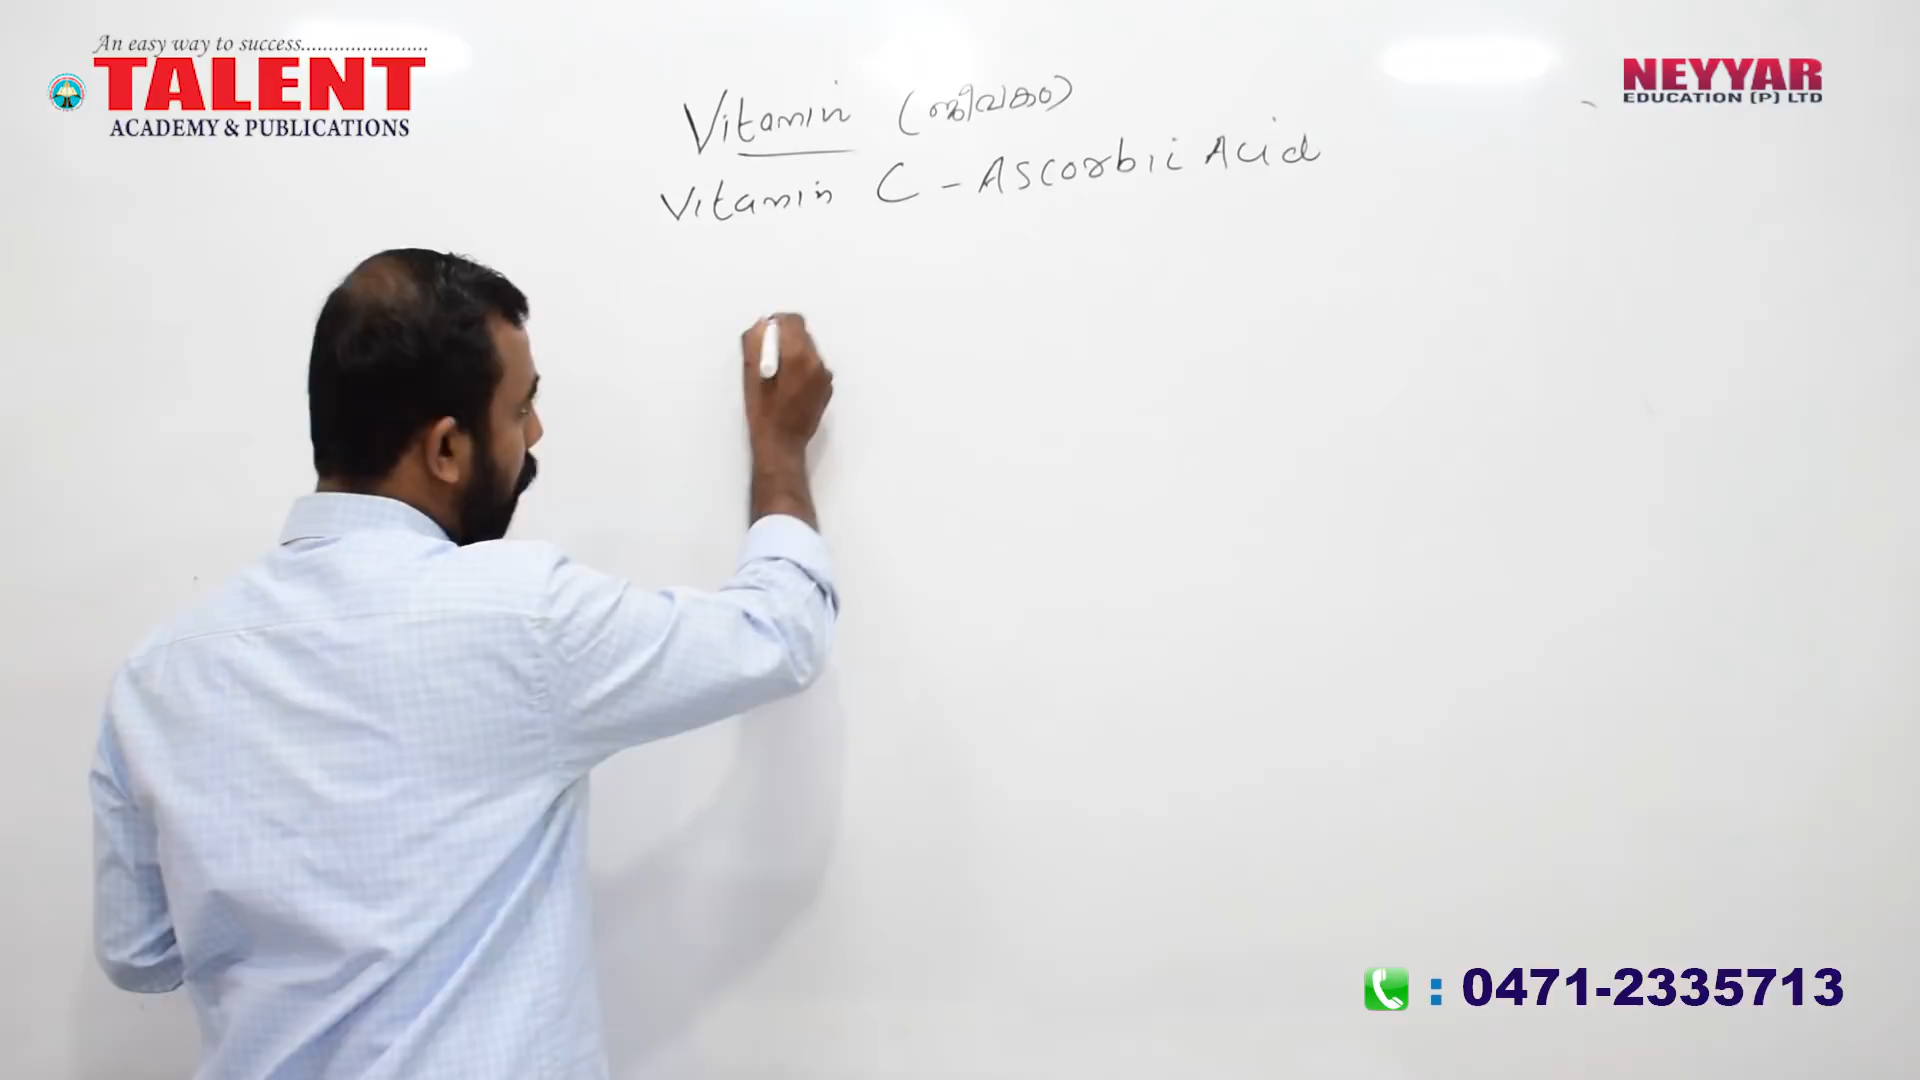 An easy way to success........................
TALENT
ACADEMY & PUBLICATIONS
NEYYAR
EDUCATION (P) LTD
Vitamin (ജീവകം)
Vitamin C - Ascorbic Acid
: 0471-2335713